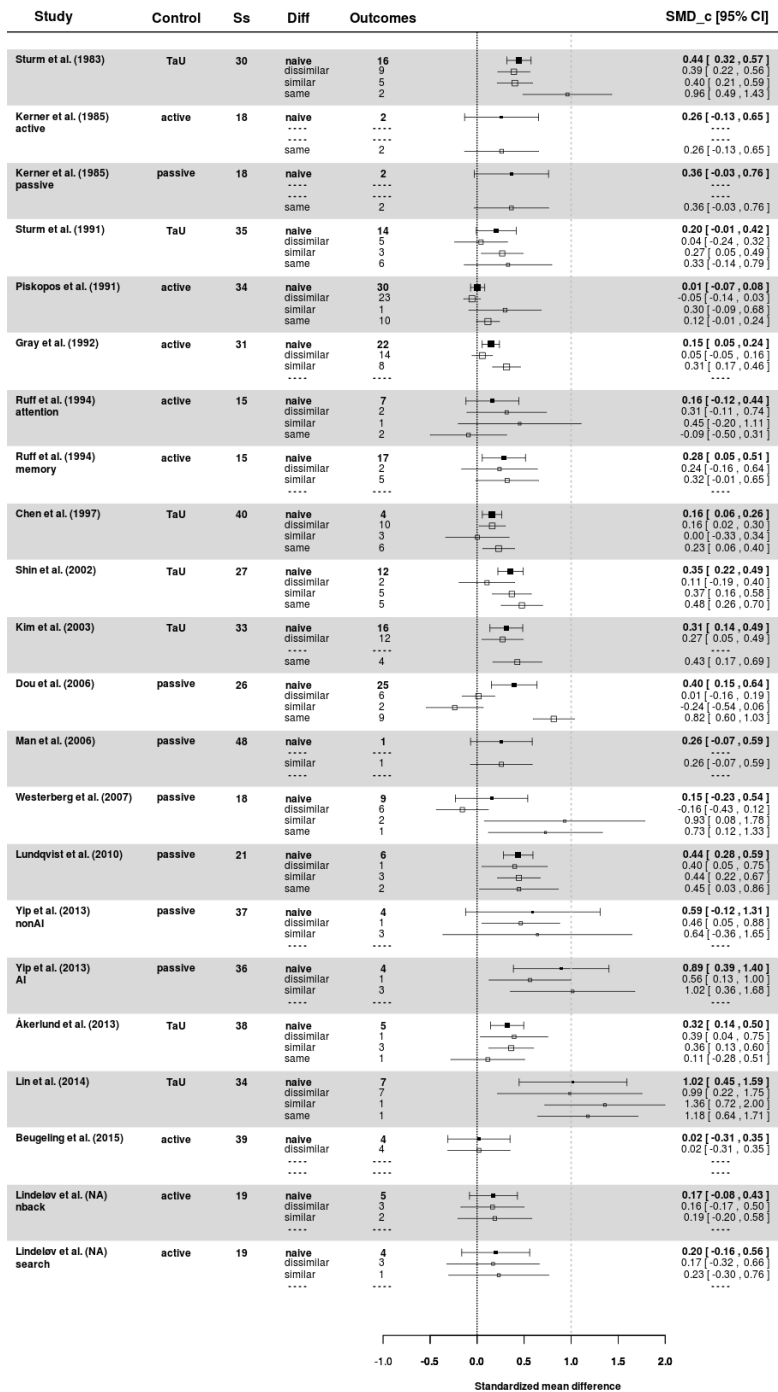 Study Control Ss Diff Outcomes SMD_c [95% CI]
Sturm et al. (1983) TaU 30 naive 16 0.44 [ 0.32 , 0.57 ]
dissimilar 9 0.39 [ 0.22 , 0.56 ]
similar 5 0.40 [ 0.21 , 0.59 ]
same 2 0.96 [ 0.49 , 1.43 ]
Kerner et al. (1985) active 18 naive 2 0.26 [ -0.13 , 0.65 ]
active ---- ---- ----
same 2 0.26 [ -0.13 , 0.65 ]
Kerner et al. (1985) passive 18 naive 2 0.36 [ -0.03 , 0.76 ]
passive ---- ---- ----
same 2 0.36 [ -0.03 , 0.76 ]
Sturm et al. (1991) TaU 35 naive 14 0.20 [ -0.01 , 0.42 ]
dissimilar 5 0.04 [ -0.24 , 0.32 ]
similar 3 0.27 [ 0.05 , 0.49 ]
same 6 0.33 [ -0.14 , 0.79 ]
Piskopos et al. (1991) active 34 naive 30 0.01 [ -0.07 , 0.08 ]
dissimilar 23 -0.05 [ -0.14 , 0.03 ]
similar 1 0.30 [ -0.09 , 0.68 ]
same 10 0.12 [ -0.01 , 0.24 ]
Gray et al. (1992) active 31 naive 22 0.15 [ 0.05 , 0.24 ]
dissimilar 14 0.05 [ -0.05 , 0.16 ]
similar 8 0.31 [ 0.17 , 0.46 ]
---- ---- ----
Ruff et al. (1994) active 15 naive 7 0.16 [ -0.12 , 0.44 ]
attention dissimilar 2 0.31 [ -0.11 , 0.74 ]
similar 1 0.45 [ -0.20 , 1.11 ]
same 2 -0.09 [ -0.50 , 0.31 ]
Ruff et al. (1994) active 15 naive 17 0.28 [ 0.05 , 0.51 ]
memory dissimilar 2 0.24 [ -0.16 , 0.64 ]
similar 5 0.32 [ -0.01 , 0.65 ]
---- ---- ----
Chen et al. (1997) TaU 40 naive 4 0.16 [ 0.06 , 0.26 ]
dissimilar 10 0.16 [ 0.02 , 0.30 ]
similar 3 0.00 [ -0.33 , 0.34 ]
same 6 0.23 [ 0.06 , 0.40 ]
Shin et al. (2002) TaU 27 naive 12 0.35 [ 0.22 , 0.49 ]
dissimilar 2 0.11 [ -0.19 , 0.40 ]
similar 5 0.37 [ 0.16 , 0.58 ]
same 5 0.48 [ 0.26 , 0.70 ]
Kim et al. (2003) TaU 33 naive 16 0.31 [ 0.14 , 0.49 ]
dissimilar 12 0.27 [ 0.05 , 0.49 ]
---- ---- ----
same 4 0.43 [ 0.17 , 0.69 ]
Dou et al. (2006) passive 26 naive 25 0.40 [ 0.15 , 0.64 ]
dissimilar 6 0.01 [ -0.16 , 0.19 ]
similar 2 -0.24 [ -0.54 , 0.06 ]
same 9 0.82 [ 0.60 , 1.03 ]
Man et al. (2006) passive 48 naive 1 0.26 [ -0.07 , 0.59 ]
---- ---- ----
similar 1 0.26 [ -0.07 , 0.59 ]
---- ---- ----
Westerberg et al. (2007) passive 18 naive 9 0.15 [ -0.23 , 0.54 ]
dissimilar 6 -0.16 [ -0.43 , 0.12 ]
similar 2 0.93 [ 0.08 , 1.78 ]
same 1 0.73 [ 0.12 , 1.33 ]
Lundqvist et al. (2010) passive 21 naive 6 0.44 [ 0.28 , 0.59 ]
dissimilar 1 0.40 [ 0.05 , 0.75 ]
similar 3 0.44 [ 0.22 , 0.67 ]
same 2 0.45 [ 0.03 , 0.86 ]
Yip et al. (2013) passive 37 naive 4 0.59 [ -0.12 , 1.31 ]
nonAI dissimilar 1 0.46 [ 0.05 , 0.88 ]
similar 3 0.64 [ -0.36 , 1.65 ]
---- ---- ----
Yip et al. (2013) passive 36 naive 4 0.89 [ 0.39 , 1.40 ]
AI dissimilar 1 0.56 [ 0.13 , 1.00 ]
similar 3 1.02 [ 0.36 , 1.68 ]
---- ---- ----
Åkerlund et al. (2013) TaU 38 naive 5 0.32 [ 0.14 , 0.50 ]
dissimilar 1 0.39 [ 0.04 , 0.75 ]
similar 3 0.36 [ 0.13 , 0.60 ]
same 1 0.11 [ -0.28 , 0.51 ]
Lin et al. (2014) TaU 34 naive 7 1.02 [ 0.45 , 1.59 ]
dissimilar 7 0.99 [ 0.22 , 1.75 ]
similar 1 1.36 [ 0.72 , 2.00 ]
same 1 1.18 [ 0.64 , 1.71 ]
Beugeling et al. (2015) active 39 naive 4 0.02 [ -0.31 , 0.35 ]
dissimilar 4 0.02 [ -0.31 , 0.35 ]
---- ---- ----
Lindeløv et al. (NA) active 19 naive 5 0.17 [ -0.08 , 0.43 ]
nback dissimilar 3 0.16 [ -0.17 , 0.50 ]
similar 2 0.19 [ -0.20 , 0.58 ]
---- ---- ----
Lindeløv et al. (NA) active 19 naive 4 0.20 [ -0.16 , 0.56 ]
search dissimilar 3 0.17 [ -0.32 , 0.66 ]
similar 1 0.23 [ -0.30 , 0.76 ]
---- ---- ----
-1.0 -0.5 0.0 0.5 1.0 1.5 2.0
Standardized mean difference